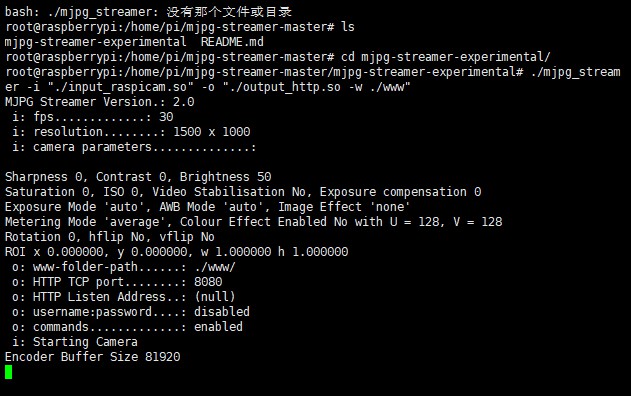 bash: ./mjpg_streamer: 没有那个文件或目录
root@raspberrypi:/home/pi/mjpg-streamer-master# ls
mjpg-streamer-experimental  README.md
root@raspberrypi:/home/pi/mjpg-streamer-master# cd mjpg-streamer-experimental/
root@raspberrypi:/home/pi/mjpg-streamer-master/mjpg-streamer-experimental# ./mjpg_stream
er -i "./input_raspicam.so" -o "./output_http.so -w ./www"
MJPG Streamer Version.: 2.0
 i: fps.............: 30
 i: resolution........: 1500 x 1000
 i: camera parameters..............:
Sharpness 0, Contrast 0, Brightness 50
Saturation 0, ISO 0, Video Stabilisation No, Exposure compensation 0
Exposure Mode 'auto', AWB Mode 'auto', Image Effect 'none'
Metering Mode 'average', Colour Effect Enabled No with U = 128, V = 128
Rotation 0, hflip No, vflip No
ROI x 0.000000, y 0.000000, w 1.000000 h 1.000000
 o: www-folder-path......: ./www/
 o: HTTP TCP port........: 8080
 o: HTTP Listen Address..: (null)
 o: username:password....: disabled
 o: commands.............: enabled
 i: Starting Camera
Encoder Buffer Size 81920